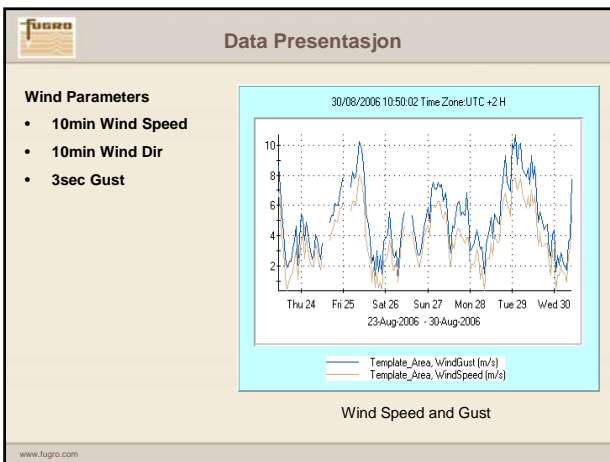 fugro
Data Presentasjon
Wind Parameters
• 10min Wind Speed
• 10min Wind Dir
• 3sec Gust
30/08/2006 10:50:02 Time Zone:UTC +2 H
10
8
6
4
2
Thu 24 Fri 25 Sat 26 Sun 27 Mon 28 Tue 29 Wed 30
23-Aug-2006 - 30-Aug-2006
Template_Area, WindGust (m/s)
Template_Area, WindSpeed (m/s)
Wind Speed and Gust
www.fugro.com